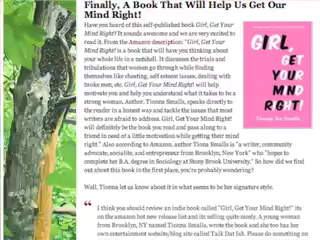 Finally, A Book That Will Help Us Get Our
Mind Right!
Have you heard of this self-published book Girl, Get Your
Mind Right! It sounds awesome and we are very excited
to read it. From the Amazon description: "Girl, Get Your
Mind Right! is a book that will have you thinking about
your whole life in a nutshell. It discusses the trials and
tribulations that women go through while finding
themselves like cheating, self esteem issues, dealing with
broke men, etc. Girl, Get Your Mind Right! will help
motivate you and help you understand what it takes to be a
strong woman. Author, Tionna Smalls, speaks directly to
the reader in a honest way and tackle the issues that most
writers are afraid to address. Girl, Get Your Mind Right!
will definitely be the book you read and pass along to a
friend in need of a little motivation while getting their mind
right." Also according to Amazon, author Tiona Smalls is "a writer, community
advocate, socialite, and entrepreneur from Brooklyn, New York" who "hopes to
complete her B.A. degree in Sociology at Stony Brook University." So how did we find
out about this book in the first place, you're probably wondering?
Well, Tionna let us know about it in what seems to be her signature style.
“ I think you should review an indie book called "Girl, Get Your Mind Right!" its
on the amazon hot new release list and its selling quite nicely. A young woman
from Brooklyn, NY named Tionna Smalls, wrote the book and she too has her
own entertainment website/blog site called Talk Dat Ish. Please do something on
GIRL,
GET
YOUR
MIND
RIGHT!
Tionna Tee Smalls